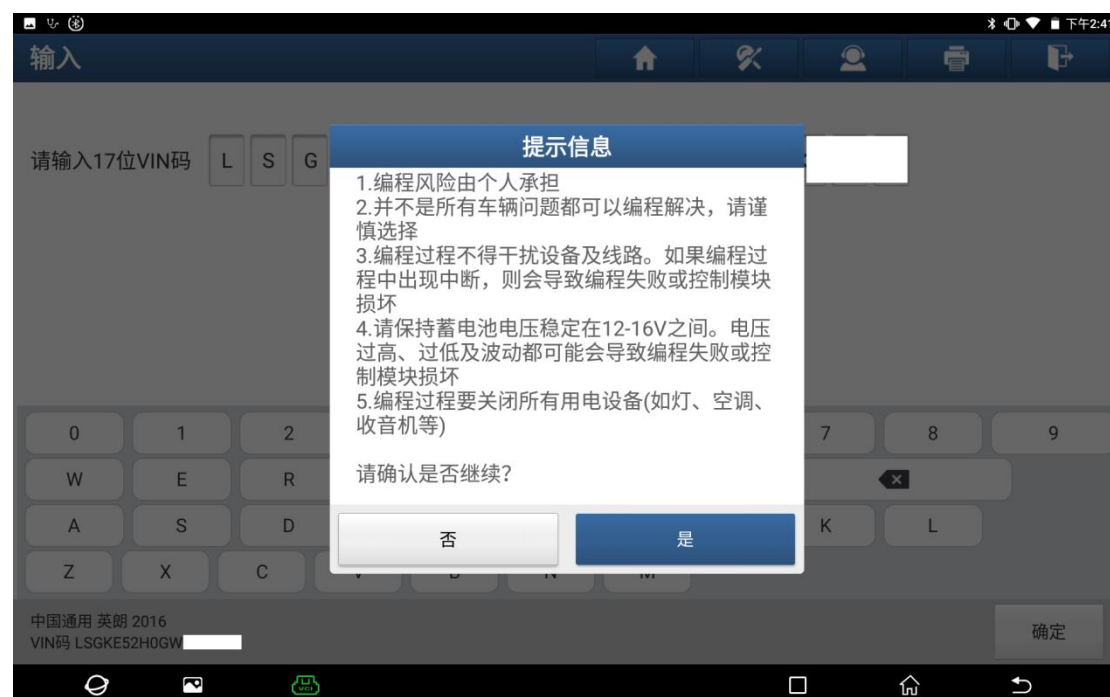 下午2:41
输入
请输入17位VIN码 L S G
提示信息
1.编程风险由个人承担
2.并不是所有车辆问题都可以编程解决，请谨
慎选择
3.编程过程不得干扰设备及线路。如果编程过
程中出现中断，则会导致编程失败或控制模块
损坏
4.请保持蓄电池电压稳定在12-16V之间。电压
过高、过低及波动都可能会导致编程失败或控
制模块损坏
5.编程过程要关闭所有用电设备(如灯、空调、
收音机等)
请确认是否继续？
否 是
0 1 2 7 8 9
W E R
A S D K L
Z X C V B N M
中国通用 英朗 2016
VIN码 LSGKE52H0GW
确定
VCI